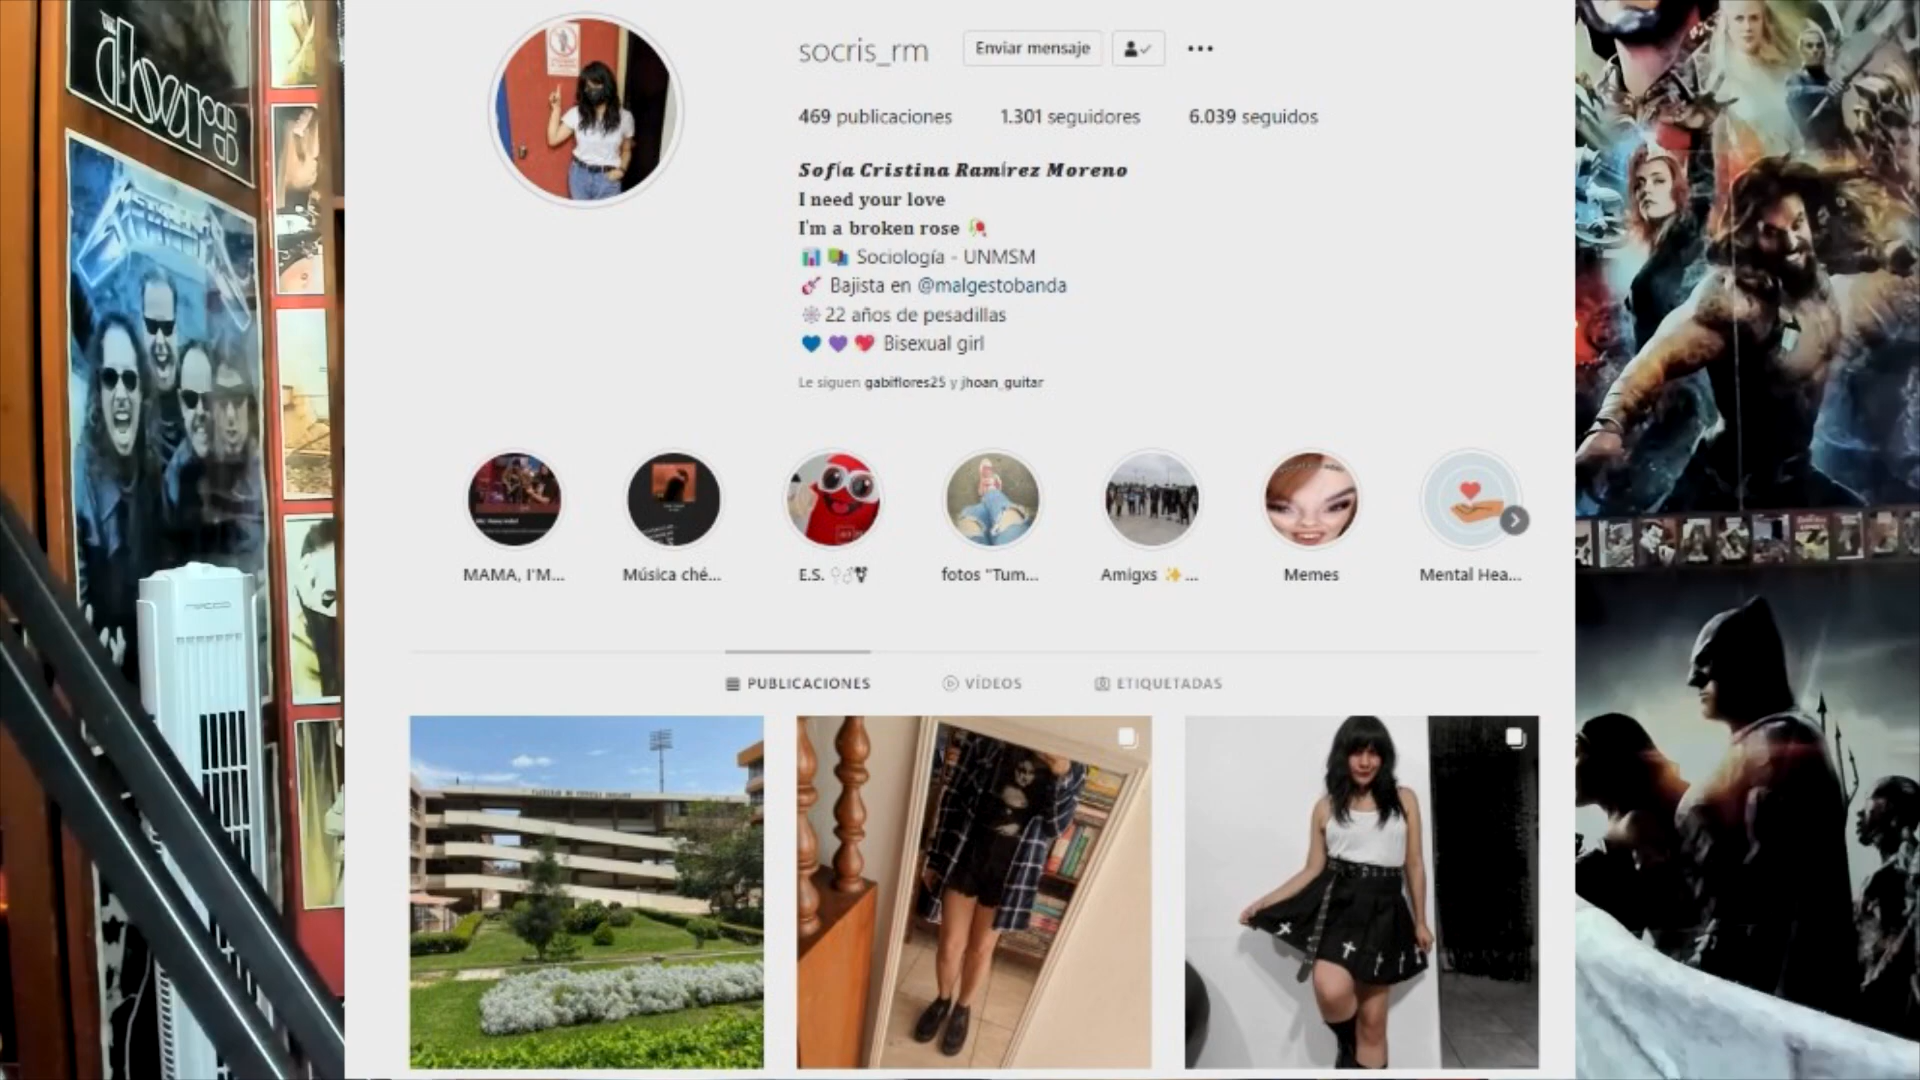 the
doors
METALLICA
socris_rm
Enviar mensaje
469 publicaciones
1.301 seguidores
6.039 seguidos
Sofía Cristina Ramírez Moreno
I need your love
I'm a broken rose
Sociología - UNMSM
Bajista en @malgestobanda
22 años de pesadillas
Bisexual girl
Le siguen gabiflores25 y jhoan_guitar
MAMA, I'M...
Música ché...
E.S.
fotos "Tum...
Amigxs ✨...
Memes
Mental Hea...
PUBLICACIONES
VÍDEOS
ETIQUETADAS